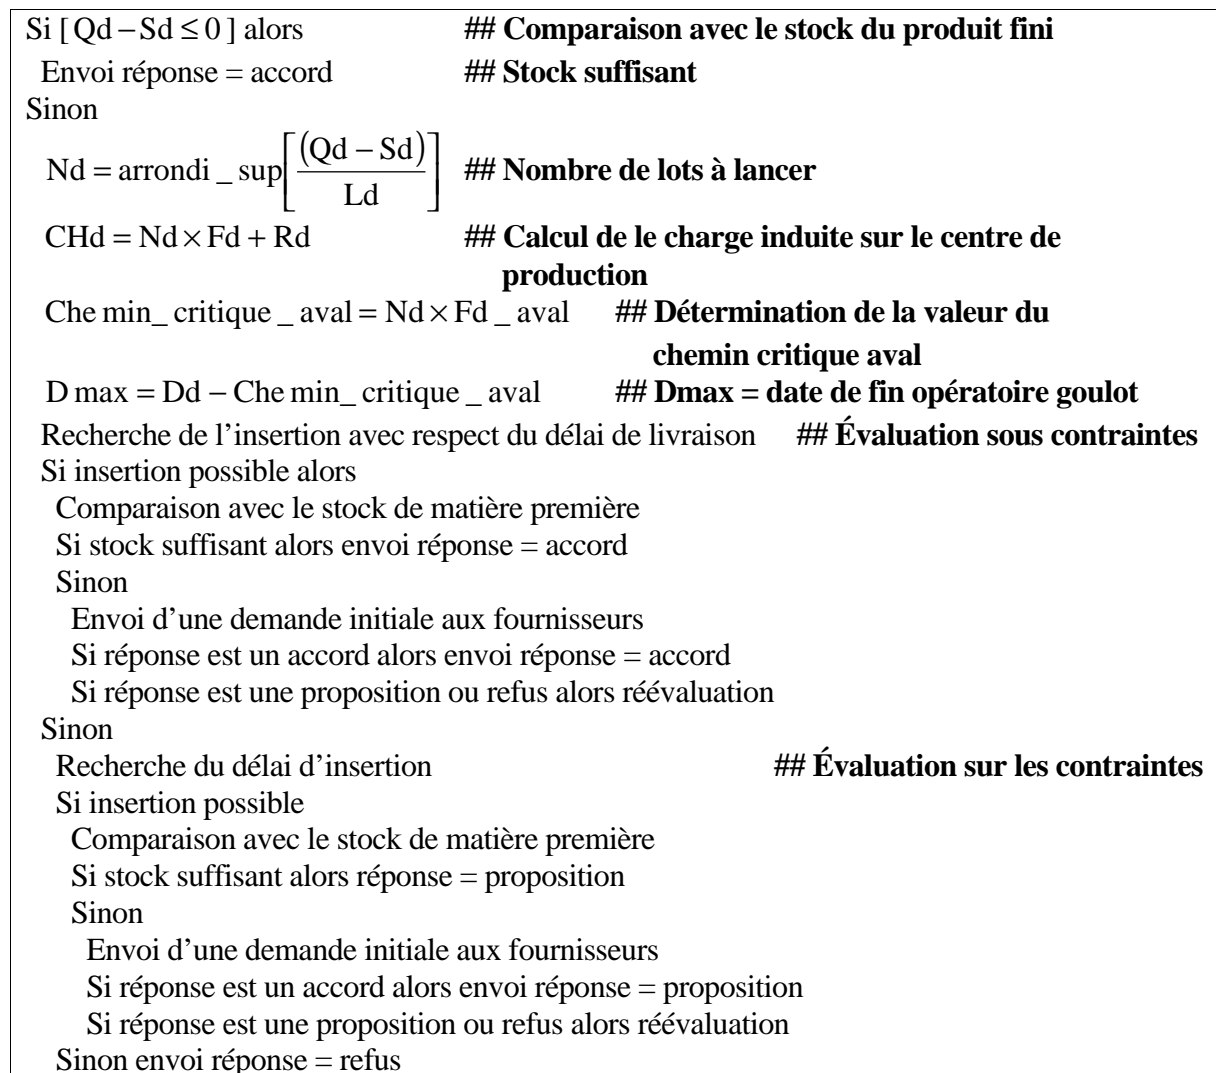 Si [ Qd − Sd ≤ 0 ] alors ## Comparaison avec le stock du produit fini
Envoi réponse = accord ## Stock suffisant
Sinon
Nd = arrondi _ sup[ (Qd − Sd) / Ld ] ## Nombre de lots à lancer
CHd = Nd × Fd + Rd ## Calcul de le charge induite sur le centre de
production
Che min_ critique _ aval = Nd × Fd _ aval ## Détermination de la valeur du
chemin critique aval
D max = Dd − Che min_ critique _ aval ## Dmax = date de fin opératoire goulot
Recherche de l’insertion avec respect du délai de livraison ## Évaluation sous contraintes
Si insertion possible alors
Comparaison avec le stock de matière première
Si stock suffisant alors envoi réponse = accord
Sinon
Envoi d’une demande initiale aux fournisseurs
Si réponse est un accord alors envoi réponse = accord
Si réponse est une proposition ou refus alors réévaluation
Sinon
Recherche du délai d’insertion ## Évaluation sur les contraintes
Si insertion possible
Comparaison avec le stock de matière première
Si stock suffisant alors réponse = proposition
Sinon
Envoi d’une demande initiale aux fournisseurs
Si réponse est un accord alors envoi réponse = proposition
Si réponse est une proposition ou refus alors réévaluation
Sinon envoi réponse = refus